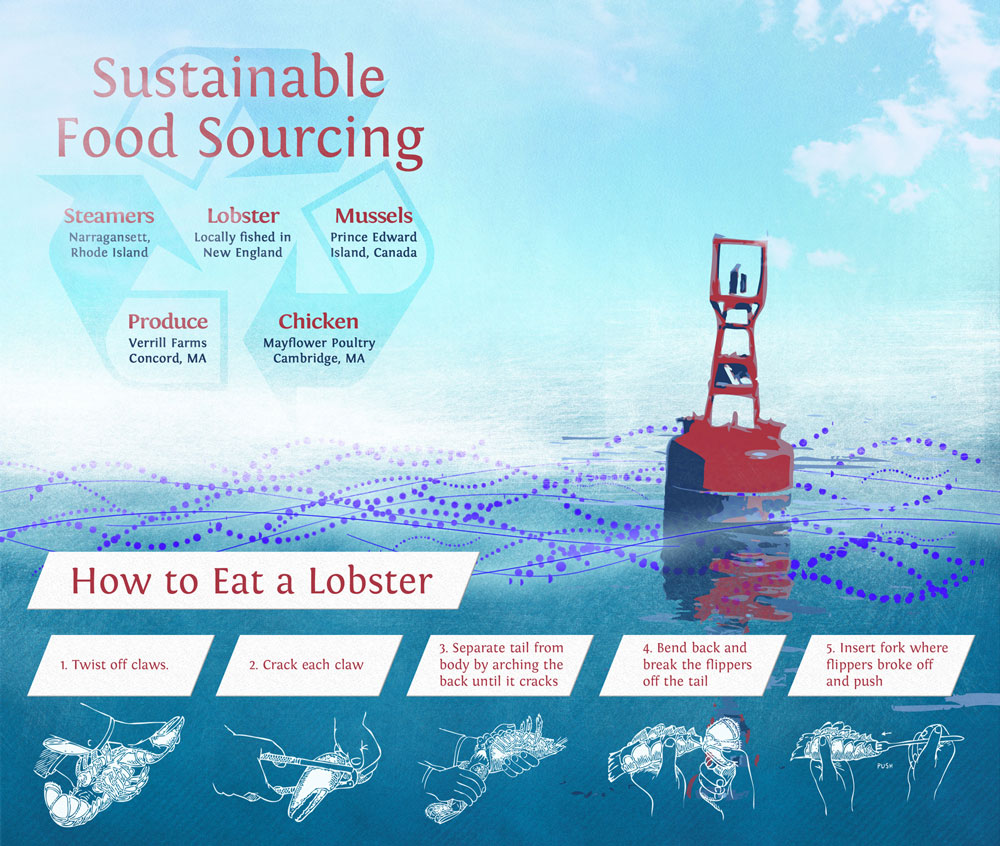 Sustainable
Food Sourcing
Steamers
Narragansett,
Rhode Island
Lobster
Locally fished in
New England
Mussels
Prince Edward
Island, Canada
Produce
Verrill Farms
Concord, MA
Chicken
Mayflower Poultry
Cambridge, MA
How to Eat a Lobster
1. Twist off claws.
2. Crack each claw
3. Separate tail from
body by arching the
back until it cracks
4. Bend back and
break the flippers
off the tail
5. Insert fork where
flippers broke off
and push
PUSH